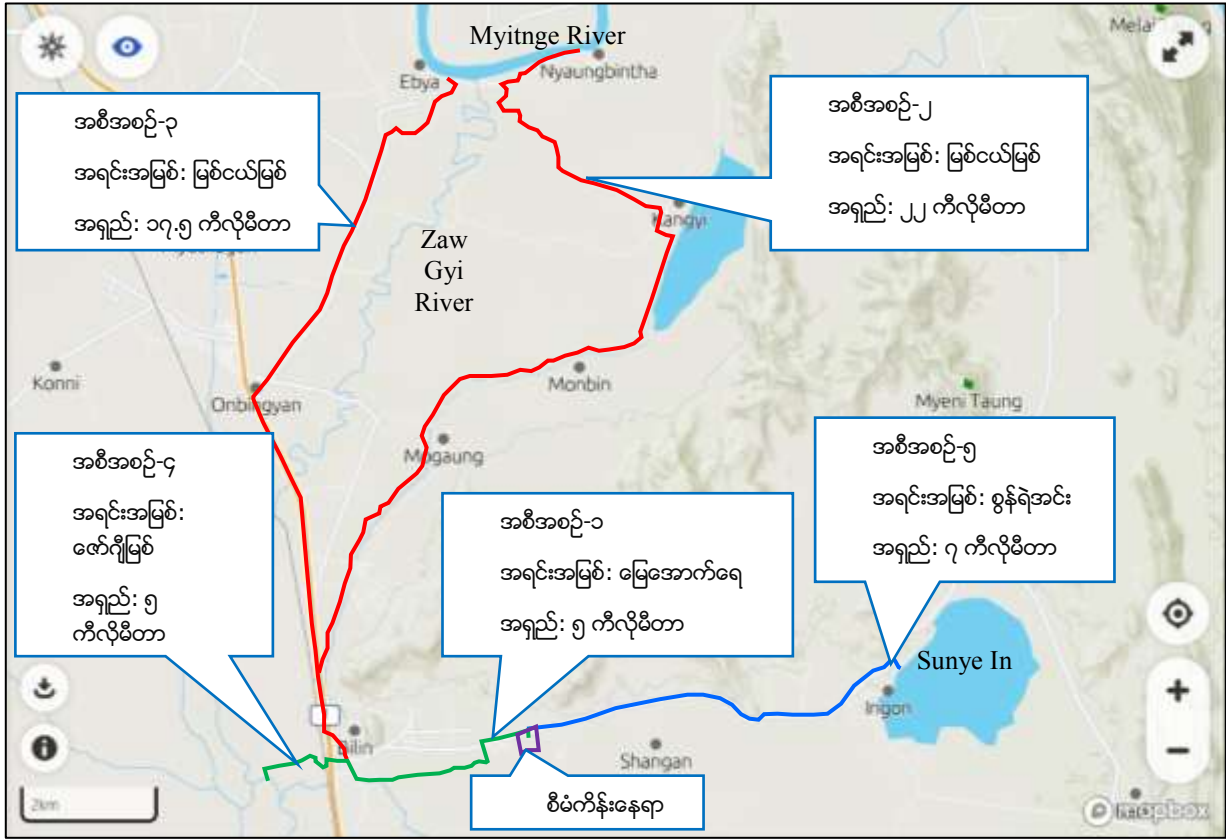 Myitnge River
Ebya
Nyaungbintha
အစီအစဉ်-၃
အရင်းအမြစ်: မြစ်ငယ်မြစ်
အရှည်: ၁၇.၅ ကီလိုမီတာ
အစီအစဉ်-၂
အရင်းအမြစ်: မြစ်ငယ်မြစ်
အရှည်: ၂၂ ကီလိုမီတာ
Kangyi
Zaw
Gyi
River
Konni
Onbingyan
Monbin
Myeni Taung
Mogaung
အစီအစဉ်-၄
အရင်းအမြစ်:
ဇော်ဂျီမြစ်
အရှည်: ၅
ကီလိုမီတာ
အစီအစဉ်-၁
အရင်းအမြစ်: မြေအောက်ရေ
အရှည်: ၅ ကီလိုမီတာ
အစီအစဉ်-၅
အရင်းအမြစ်: စွန်ရဲအင်း
အရှည်: ၇ ကီလိုမီတာ
Sunye In
Ingon
Bilin
Shangan
စီမံကိန်းနေရာ
2km
mapbox